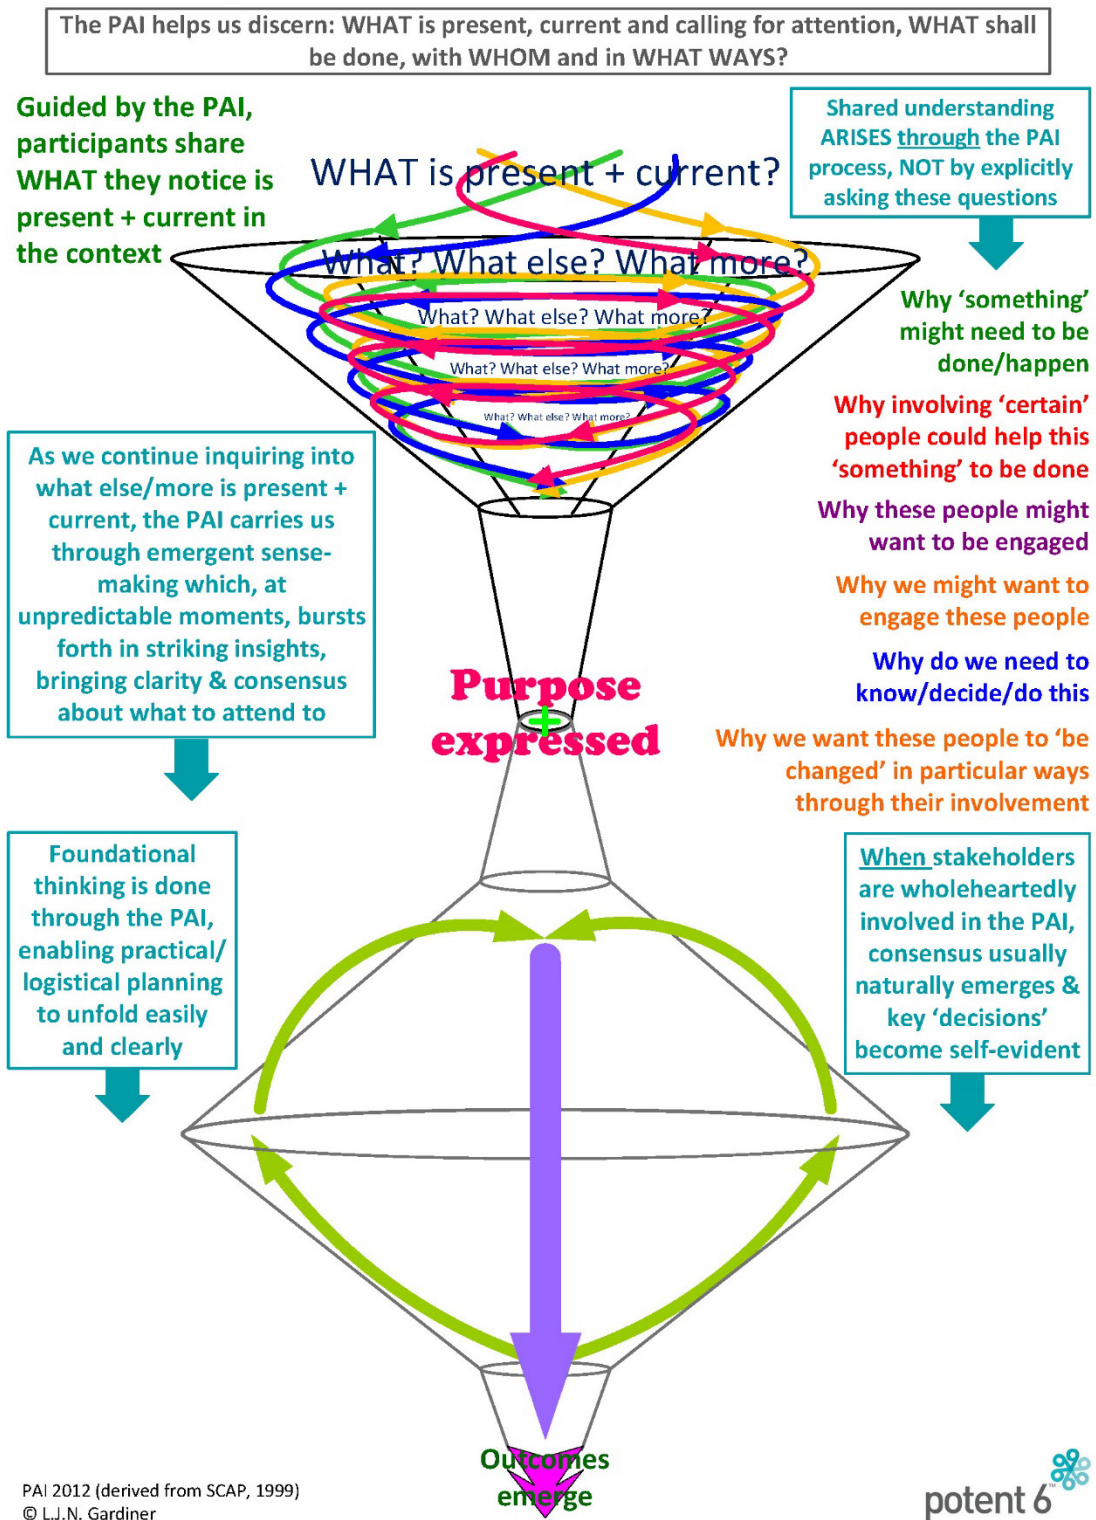 The PAI helps us discern: WHAT is present, current and calling for attention, WHAT shall
be done, with WHOM and in WHAT WAYS?
Guided by the PAI,
participants share
WHAT they notice is
present + current in
the context
WHAT is present + current?
What? What else? What more?
What? What else? What more?
What? What else? What more?
What? What else? What more?
Shared understanding
ARISES through the PAI
process, NOT by explicitly
asking these questions
Why ‘something’
might need to be
done/happen
Why involving ‘certain’
people could help this
‘something’ to be done
Why these people might
want to be engaged
Why we might want to
engage these people
Why do we need to
know/decide/do this
Why we want these people to ‘be
changed’ in particular ways
through their involvement
As we continue inquiring into
what else/more is present +
current, the PAI carries us
through emergent sense-
making which, at
unpredictable moments, bursts
forth in striking insights,
bringing clarity & consensus
about what to attend to
Purpose
expressed
Foundational
thinking is done
through the PAI,
enabling practical/
logistical planning
to unfold easily
and clearly
When stakeholders
are wholeheartedly
involved in the PAI,
consensus usually
naturally emerges &
key ‘decisions’
become self-evident
Outcomes
emerge
PAI 2012 (derived from SCAP, 1999)
© L.J.N. Gardiner
potent 6™